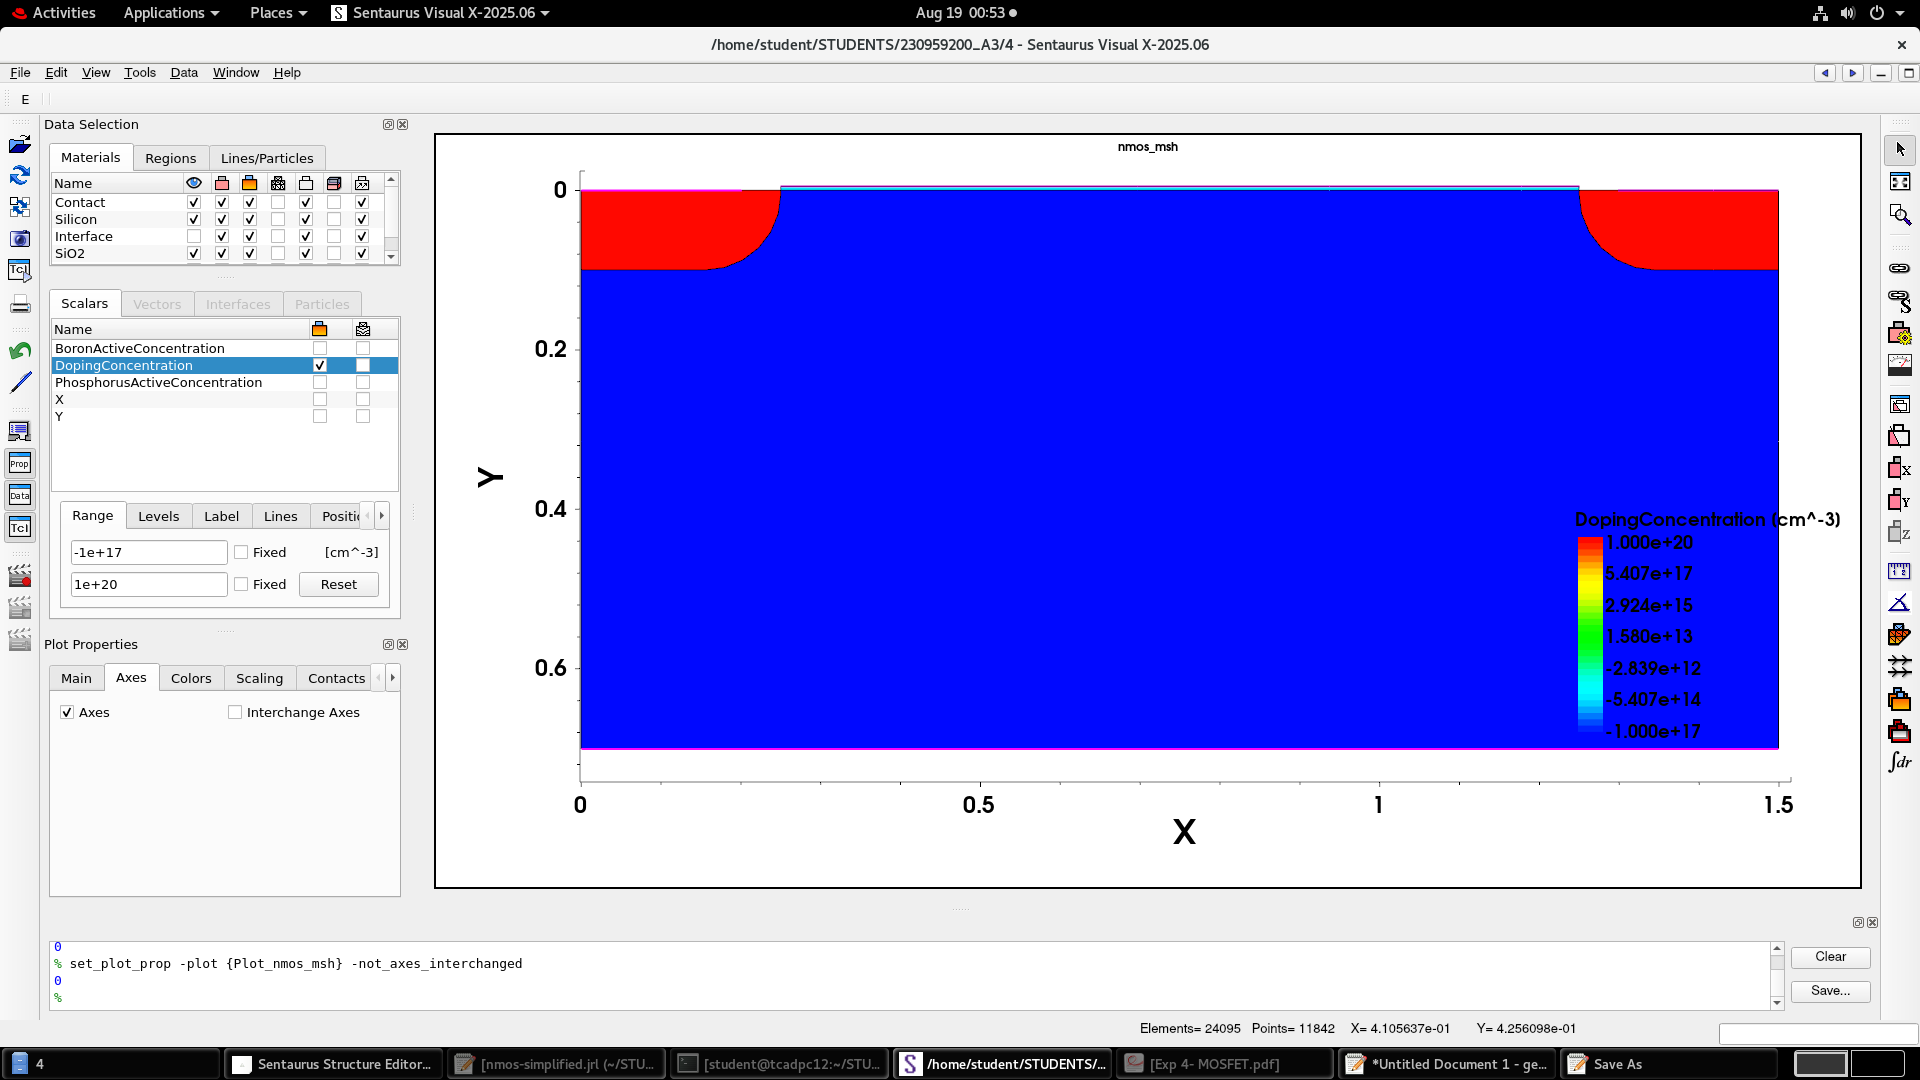 Activities Applications Places Sentaurus Visual X-2025.06 Aug 19 00:53
/home/student/STUDENTS/230959200_A3/4 - Sentaurus Visual X-2025.06
File Edit View Tools Data Window Help
E
Data Selection
Materials Regions Lines/Particles
Name
Contact
Silicon
Interface
SiO2
Scalars Vectors Interfaces Particles
Name
BoronActiveConcentration
DopingConcentration
PhosphorusActiveConcentration
X
Y
Range Levels Label Lines
-1e+17 Fixed [cm^-3]
1e+20 Fixed Reset
Plot Properties
Main Axes Colors Scaling Contacts
Axes Interchange Axes
Tcl
Prop
Data
Tcl
nmos_msh
0
0.2
0.4
0.6
Y
DopingConcentration (cm^-3)
1.000e+20
5.407e+17
2.924e+15
1.580e+13
-2.839e+12
-5.407e+14
-1.000e+17
0 0.5 1 1.5
X
S
X
Y
Z
∫dr
0
% set_plot_prop -plot {Plot_nmos_msh} -not_axes_interchanged
0
%
Clear
Save...
Elements= 24095 Points= 11842 X= 4.105637e-01 Y= 4.256098e-01
4 Sentaurus Structure Editor... [nmos-simplified.jrl (~/STU... [student@tcadpc12:~/STU... /home/student/STUDENTS/... [Exp 4- MOSFET.pdf] *Untitled Document 1 - ge... Save As